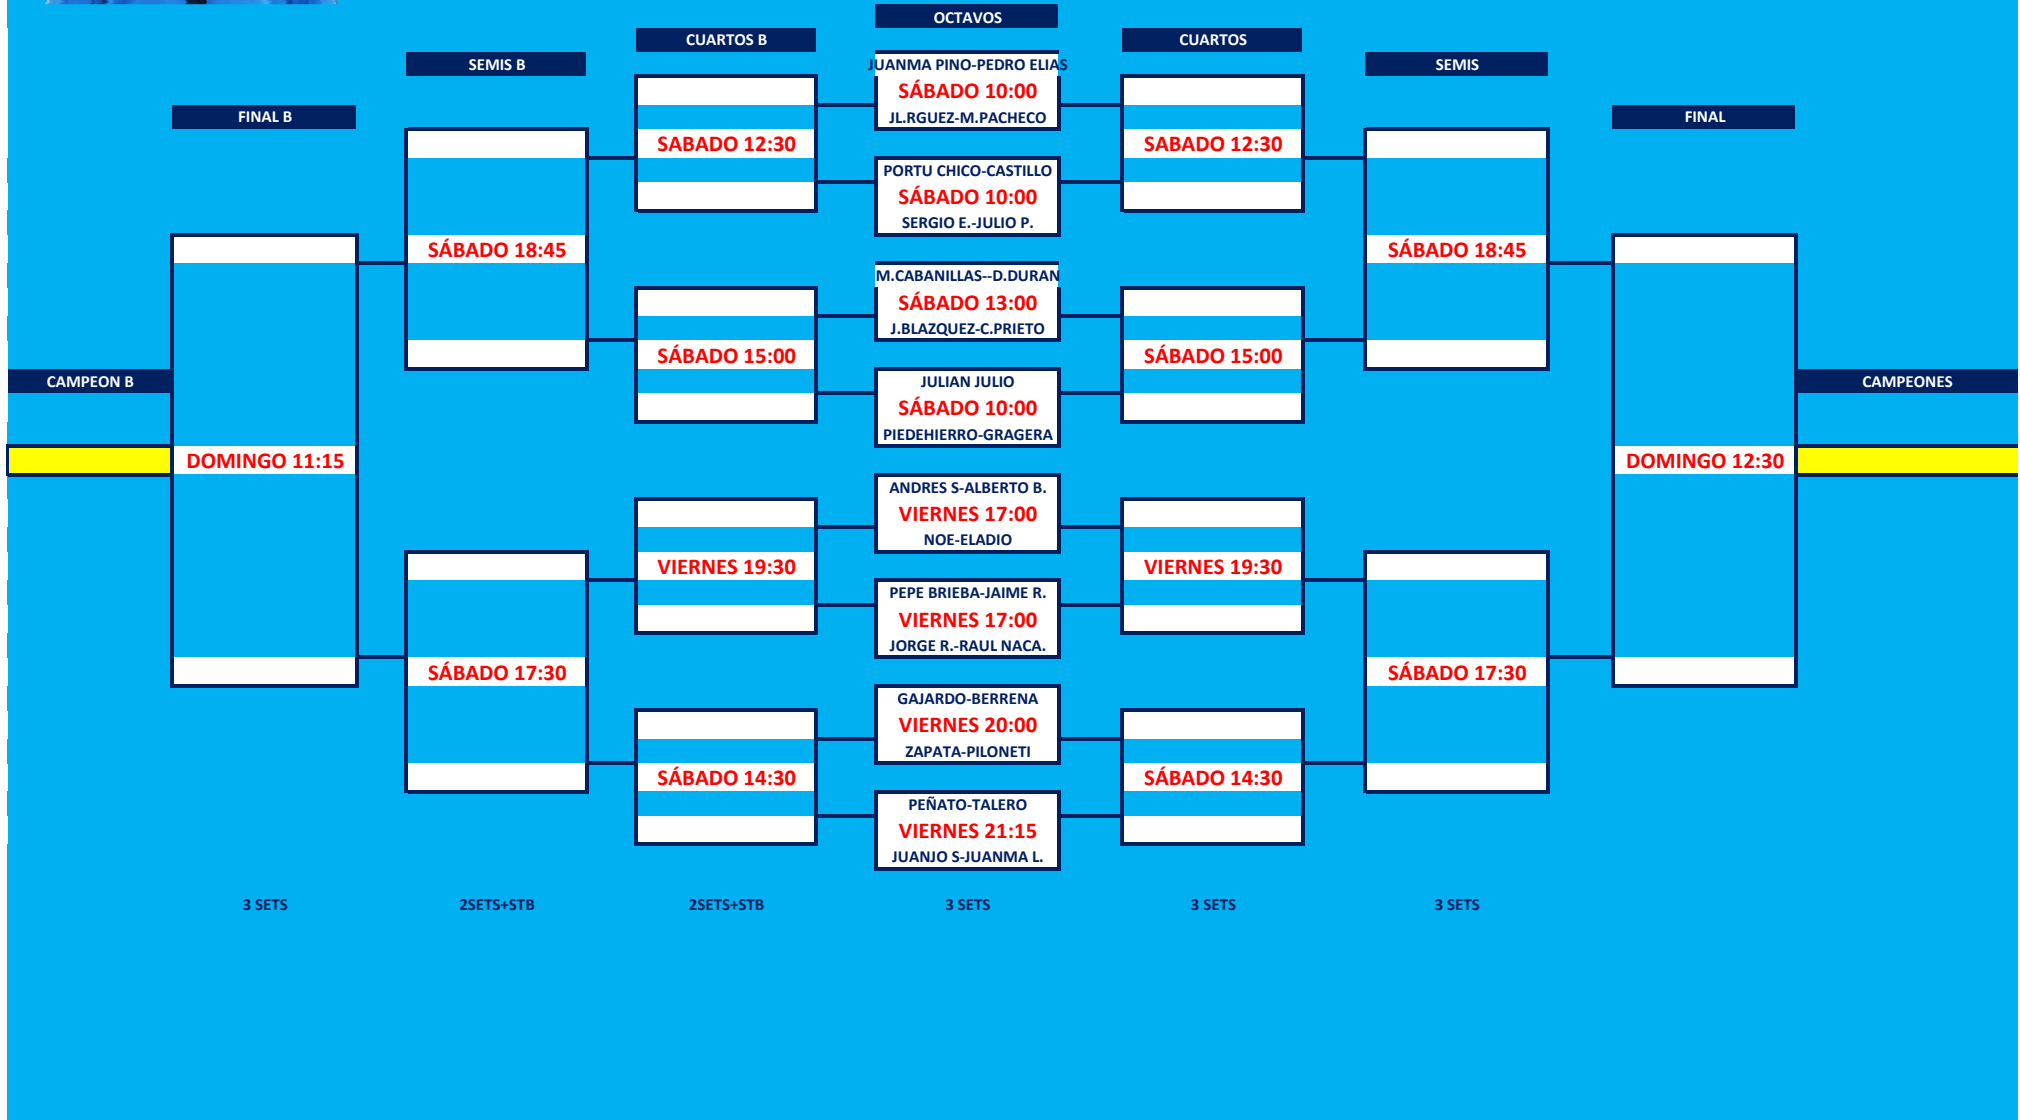 OCTAVOS
CUARTOS B
CUARTOS
SEMIS B
JUANMA PINO-PEDRO ELIAS
SEMIS
SÁBADO 10:00
FINAL B
JL.RGUEZ-M.PACHECO
FINAL
SABADO 12:30
SABADO 12:30
PORTU CHICO-CASTILLO
SÁBADO 10:00
SERGIO E.-JULIO P.
SÁBADO 18:45
SÁBADO 18:45
M.CABANILLAS--D.DURAN
SÁBADO 13:00
J.BLAZQUEZ-C.PRIETO
SÁBADO 15:00
SÁBADO 15:00
CAMPEON B
JULIAN JULIO
CAMPEONES
SÁBADO 10:00
PIEDEHIERRO-GRAGERA
DOMINGO 11:15
DOMINGO 12:30
ANDRES S-ALBERTO B.
VIERNES 17:00
NOE-ELADIO
VIERNES 19:30
VIERNES 19:30
PEPE BRIEBA-JAIME R.
VIERNES 17:00
JORGE R.-RAUL NACA.
SÁBADO 17:30
SÁBADO 17:30
GAJARDO-BERRENA
VIERNES 20:00
ZAPATA-PILONETI
SÁBADO 14:30
SÁBADO 14:30
PEÑATO-TALERO
VIERNES 21:15
JUANJO S-JUANMA L.
3 SETS
2SETS+STB
2SETS+STB
3 SETS
3 SETS
3 SETS